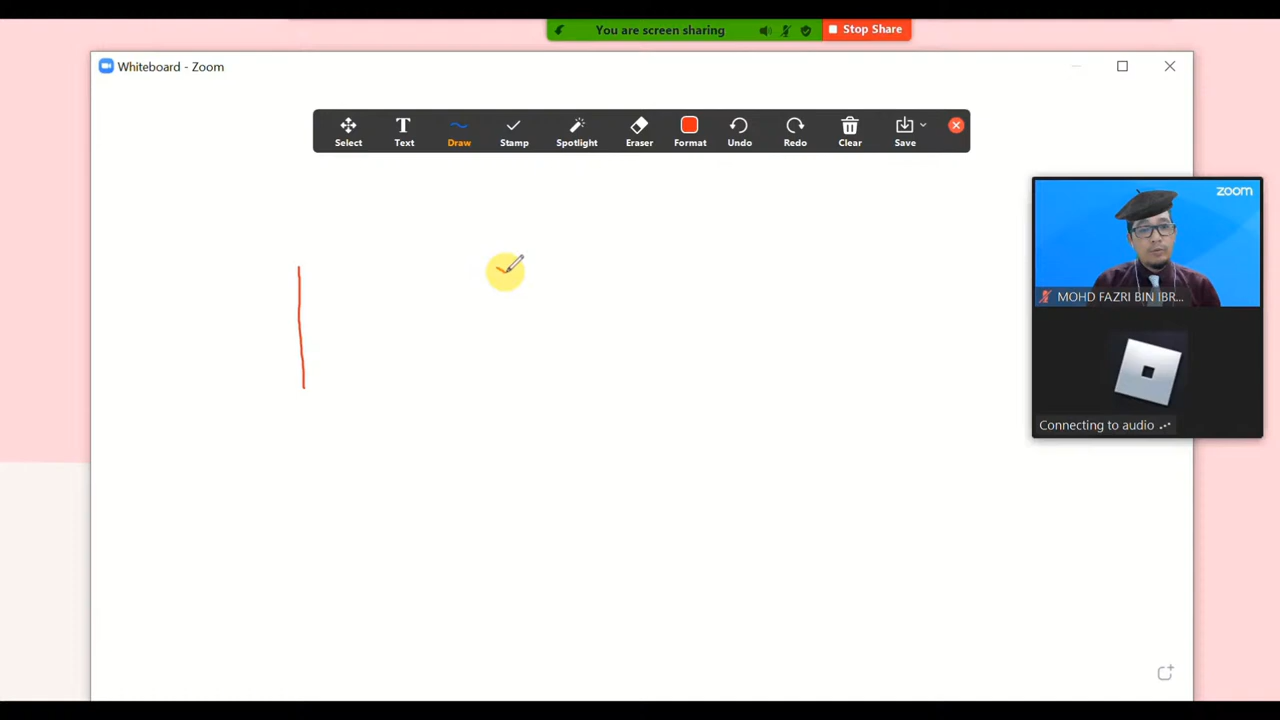 You are screen sharing
Stop Share
Whiteboard - Zoom
Select
Text
Draw
Stamp
Spotlight
Eraser
Format
Undo
Redo
Clear
Save
zoom
MOHD FAZRI BIN IBR...
Connecting to audio